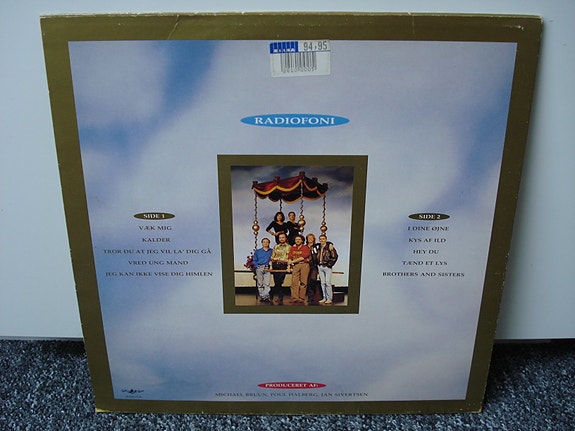 94,95
RADIOFONI
SIDE 1
VÆK MIG
KALDER
TROR DU AT JEG VIL LA' DIG GÅ
VRED UNG MAND
JEG KAN IKKE VISE DIG HIMLEN
SIDE 2
I DINE ØJNE
KYS AF ILD
HEY DU
TÆND ET LYS
BROTHERS AND SISTERS
PRODUCERET AF:
MICHAEL BRUUN, POUL HALBERG, JAN SIVERTSEN